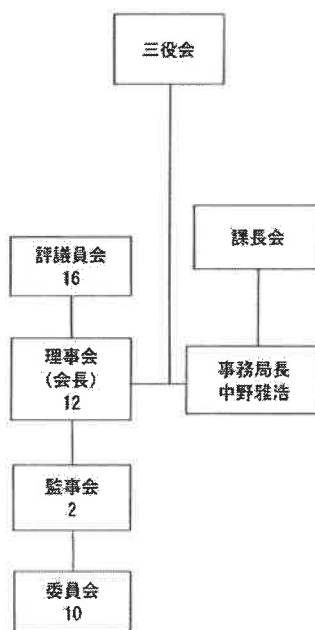 三役会
課長会
評議員会
16
理事会
(会長)
12
事務局長
中野雅浩
監事会
2
委員会
10